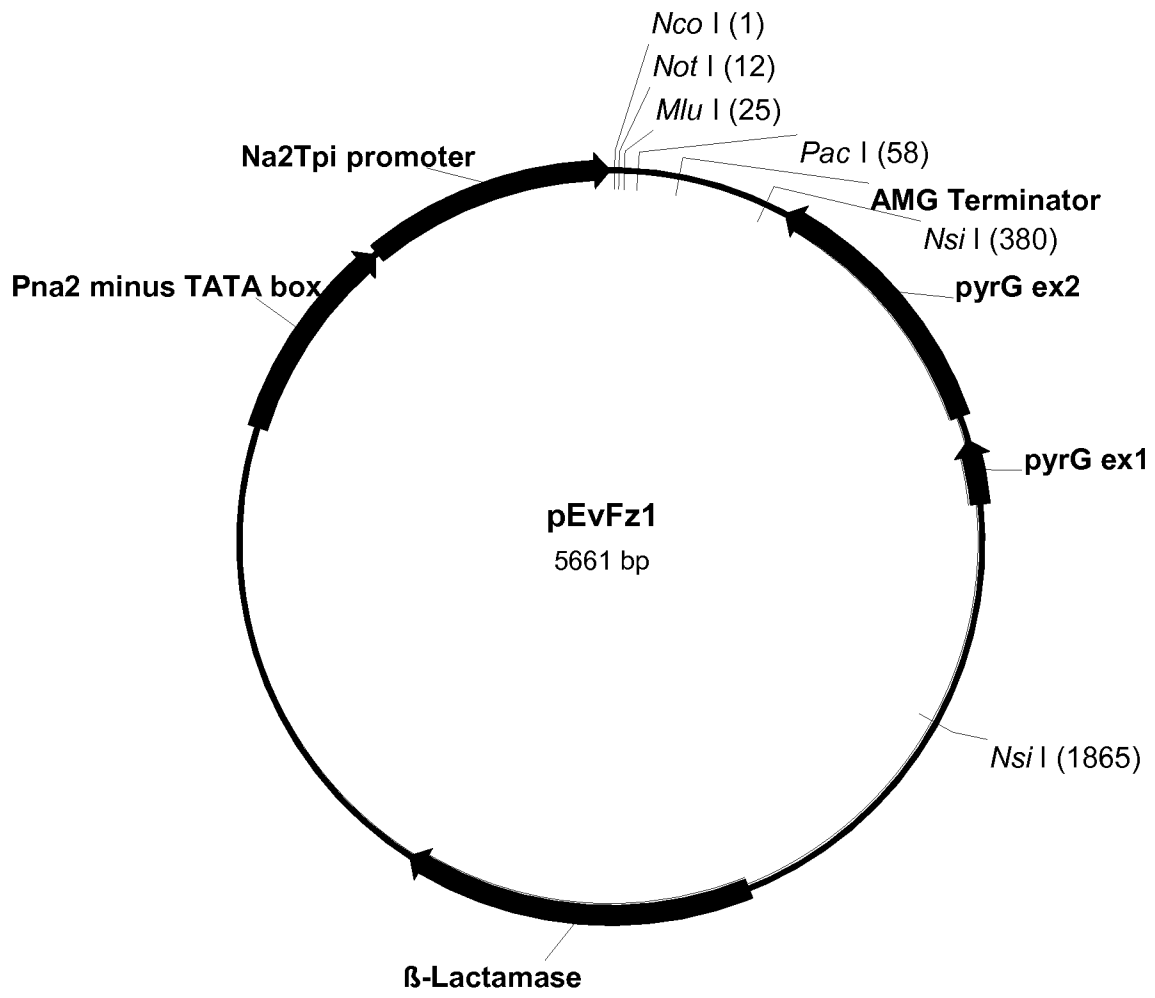 Nco I (1)
Not I (12)
Mlu I (25)
Pac I (58)
Na2Tpi promoter
AMG Terminator
Nsi I (380)
Pna2 minus TATA box
pyrG ex2
pyrG ex1
pEvFz1
5661 bp
Nsi I (1865)
ß-Lactamase